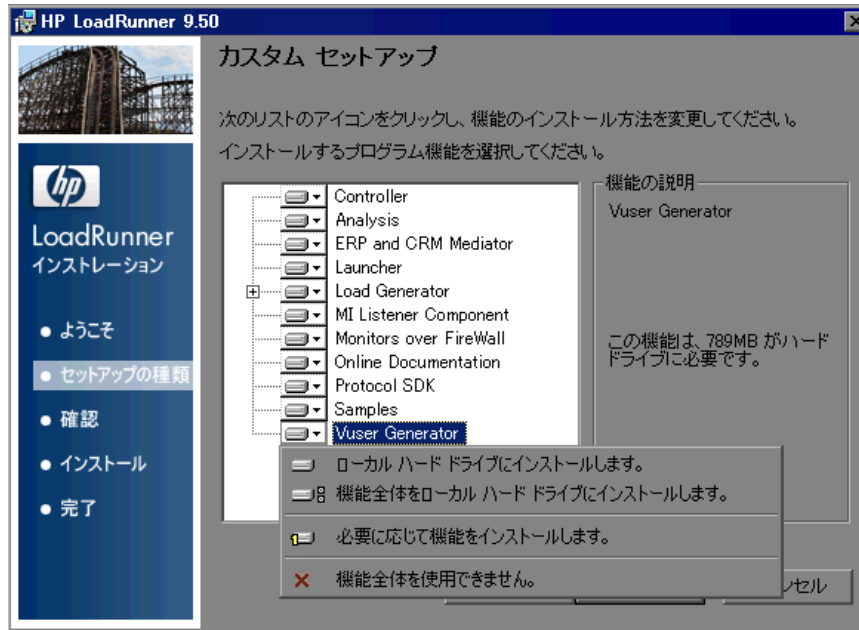 HP LoadRunner 9.50
カスタム セットアップ
次のリストのアイコンをクリックし、機能のインストール方法を変更してください。
インストールするプログラム機能を選択してください。
hp
LoadRunner
インストレーション
ようこそ
セットアップの種類
確認
インストール
完了
Controller
Analysis
ERP and CRM Mediator
Launcher
Load Generator
MI Listener Component
Monitors over FireWall
Online Documentation
Protocol SDK
Samples
Vuser Generator
機能の説明
Vuser Generator
この機能は、789MB がハード
ドライブに必要です。
ローカル ハード ドライブにインストールします。
機能全体をローカル ハード ドライブにインストールします。
必要に応じて機能をインストールします。
機能全体を使用できません。
ンセル